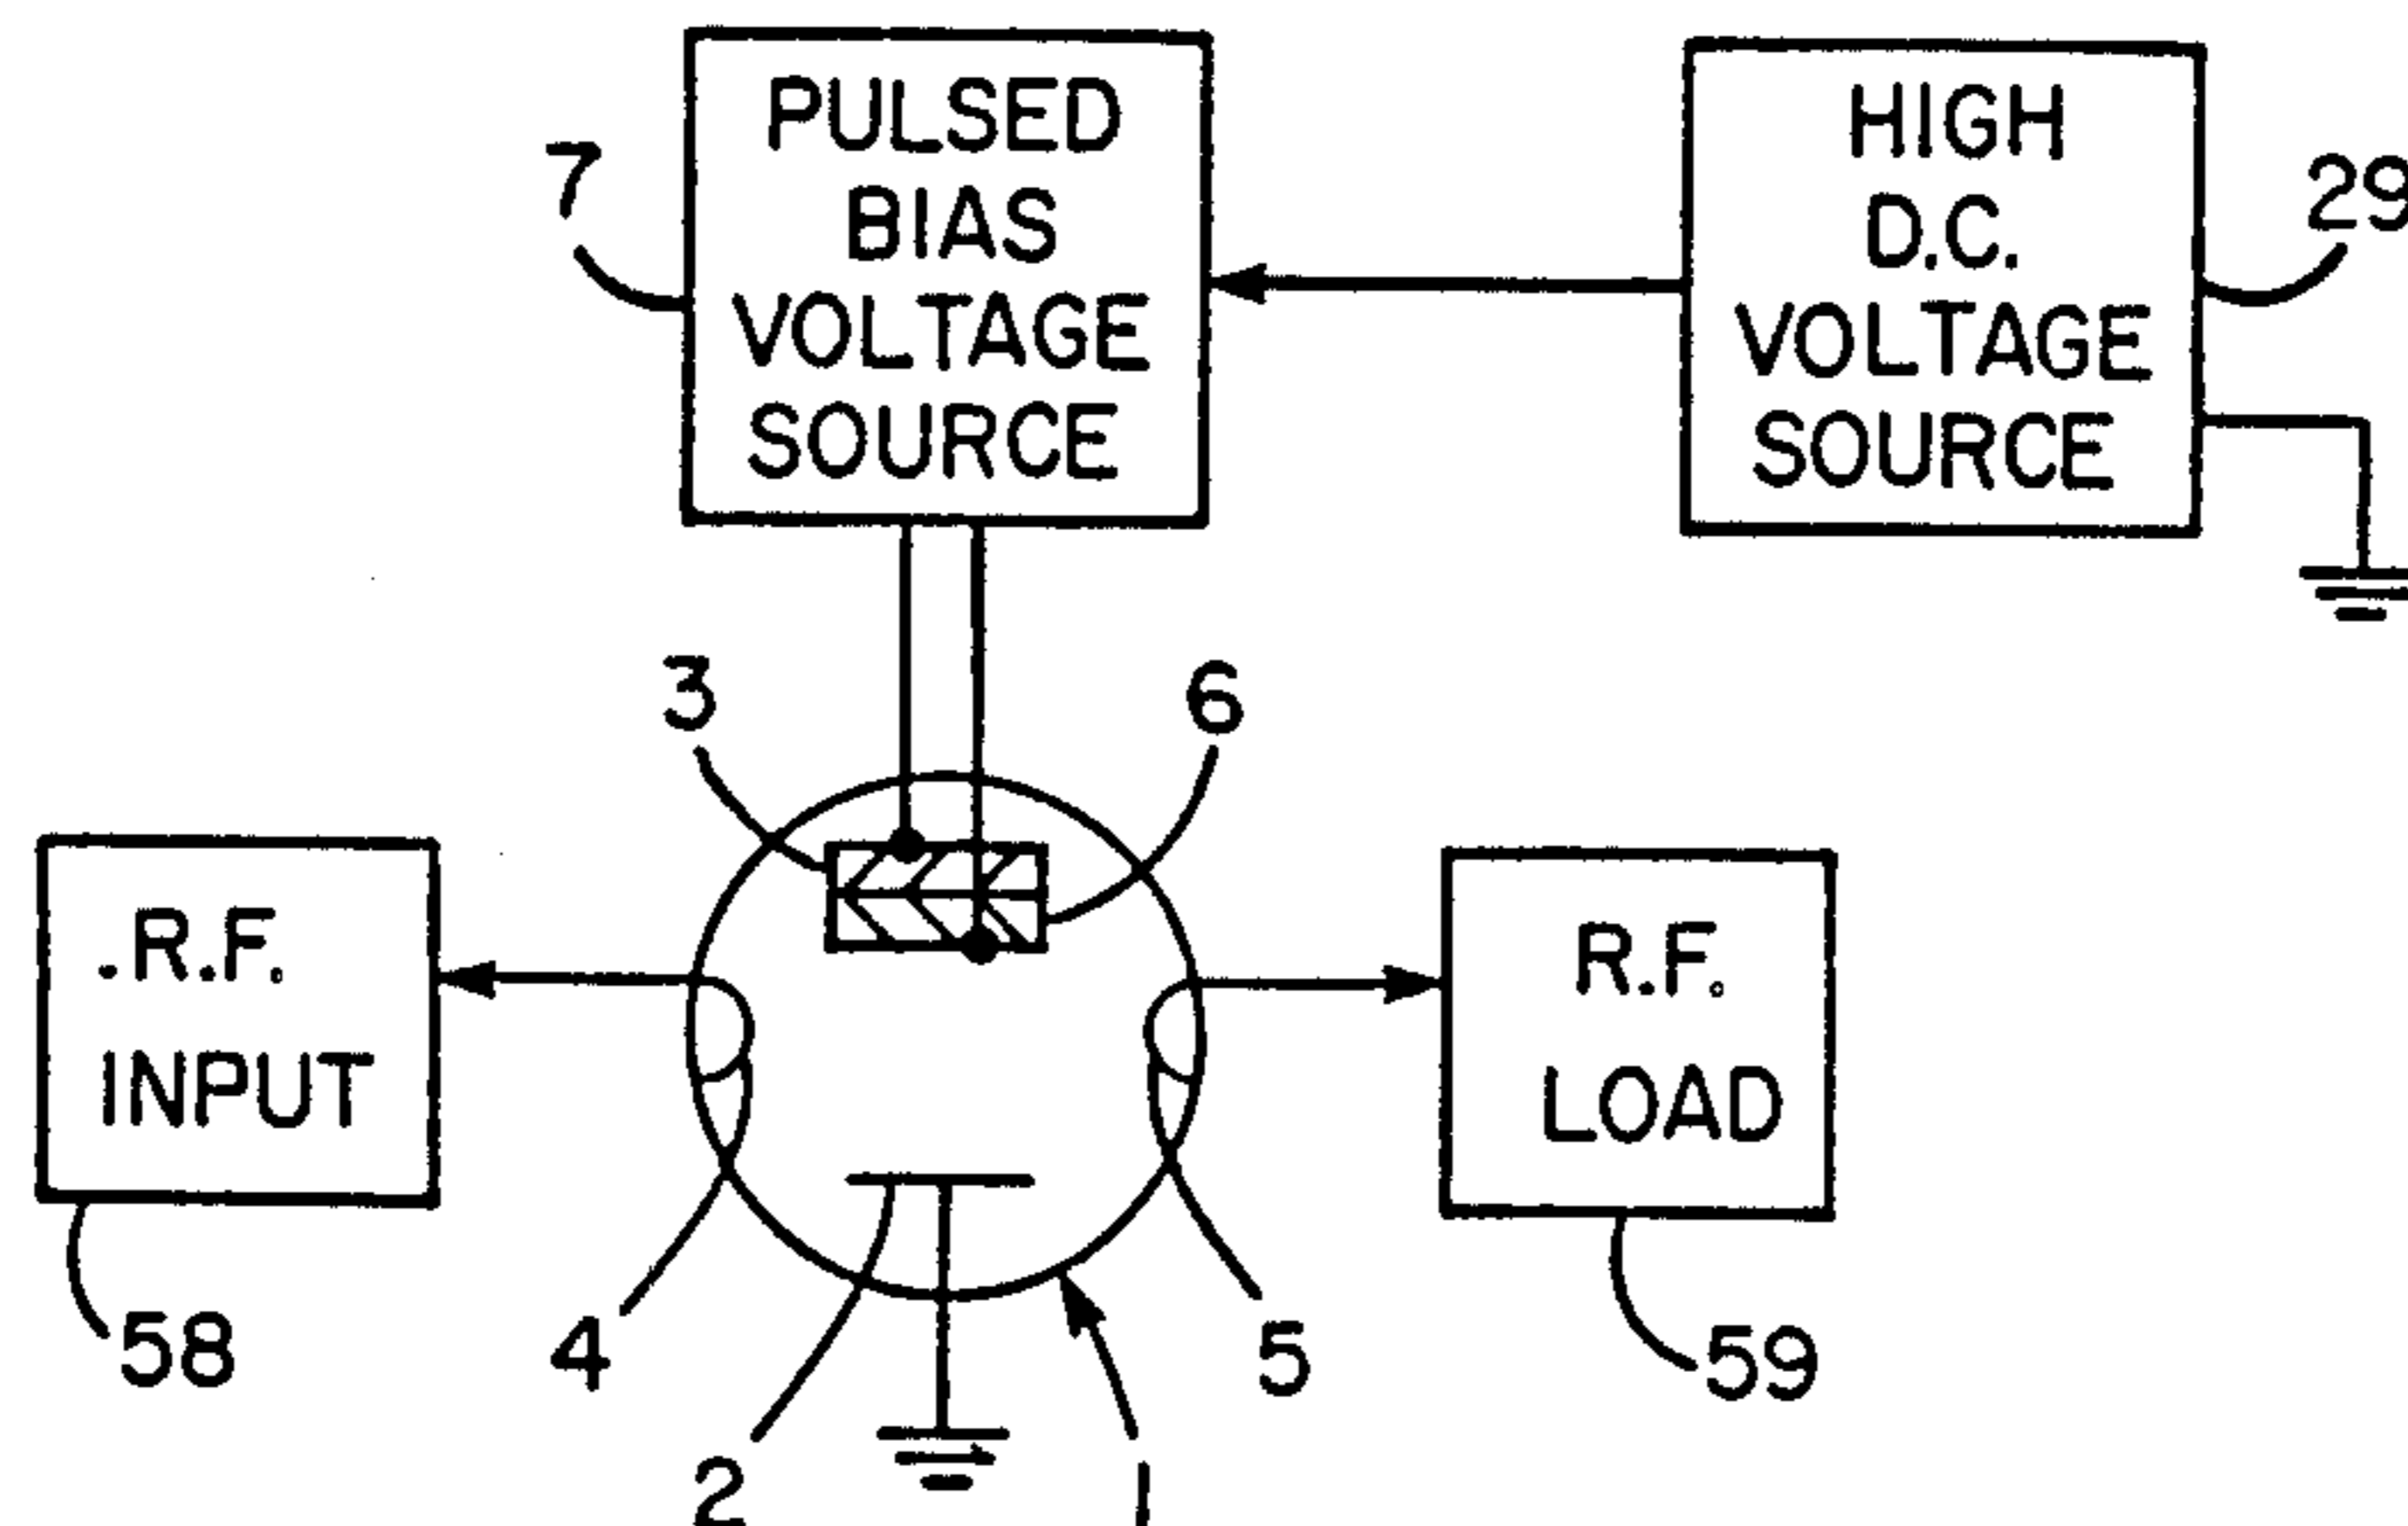 PULSED
BIAS
VOLTAGE
SOURCE
7
HIGH
D.C.
VOLTAGE
SOURCE
29
3
6
.R.F.
INPUT
R.F.
LOAD
58
4
5
59
2
1